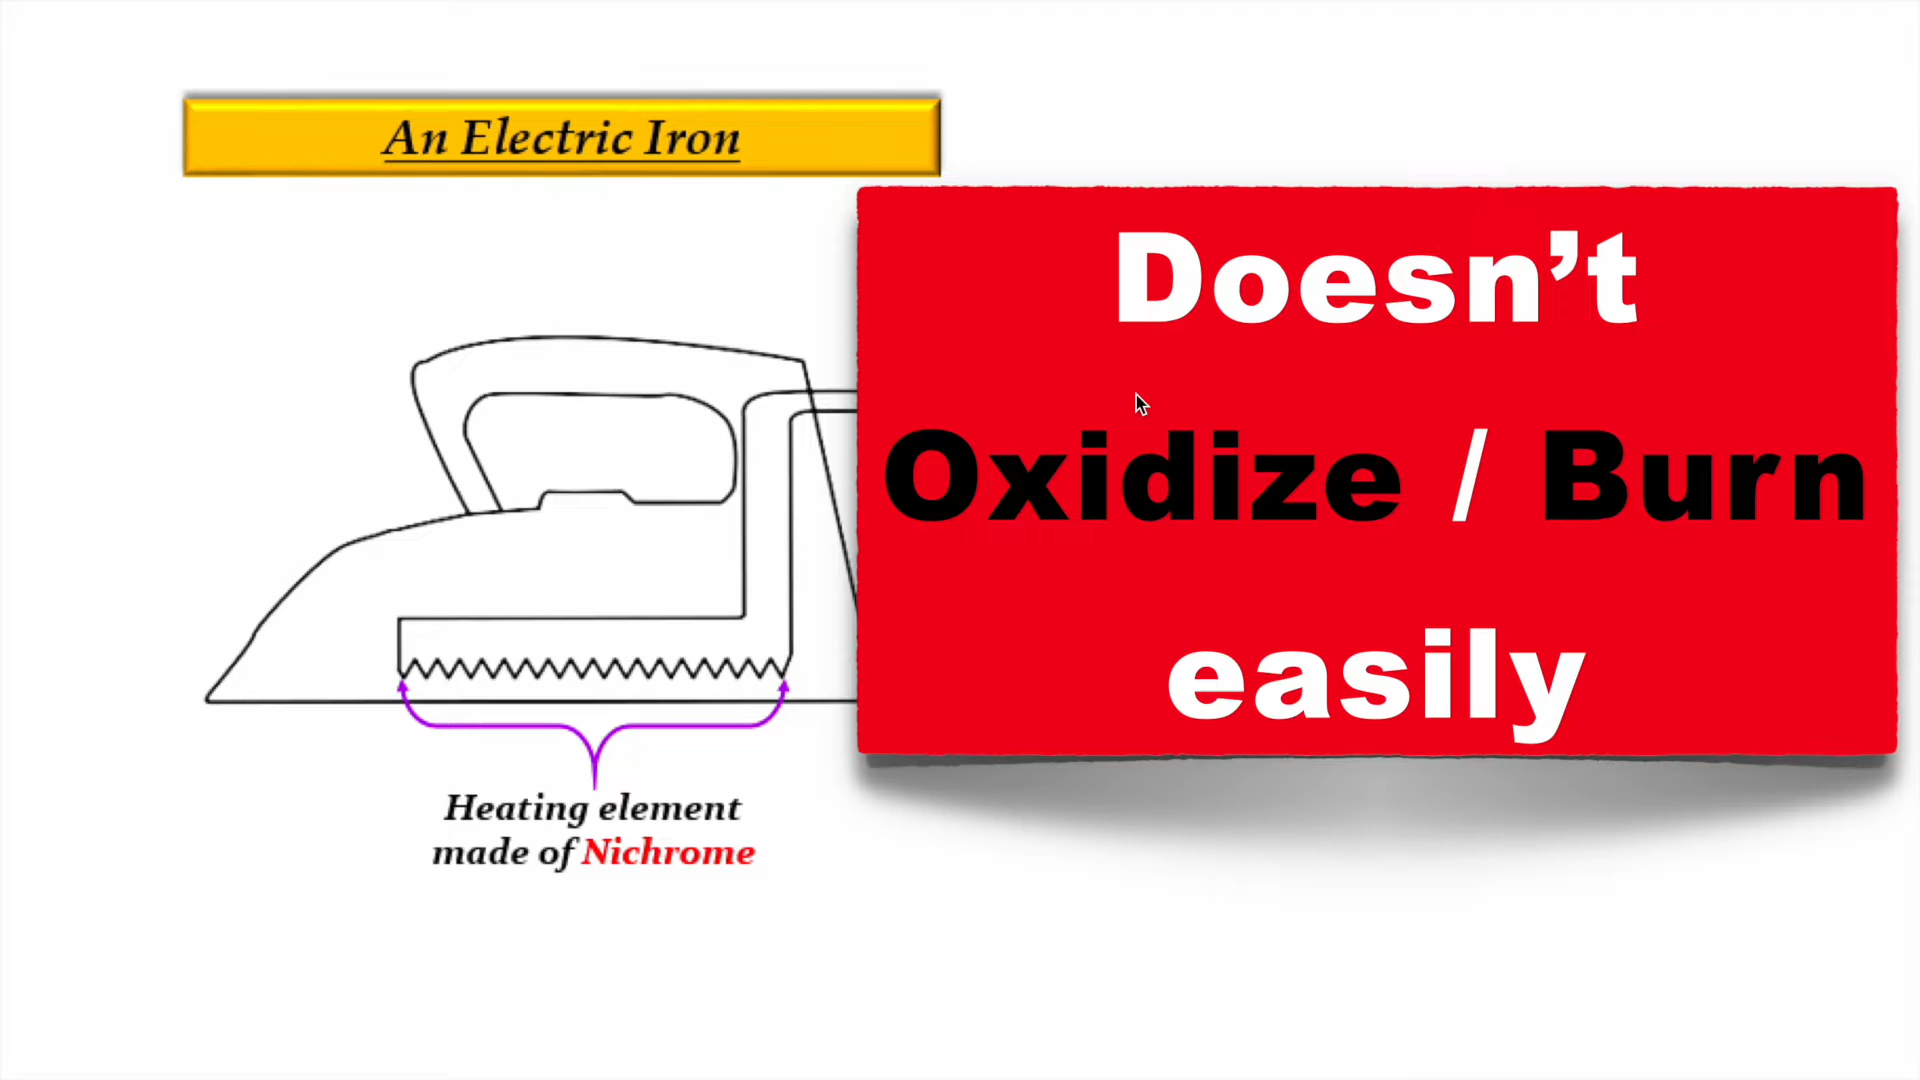 An Electric Iron
Doesn’t
Oxidize / Burn
easily
Heating element
made of Nichrome